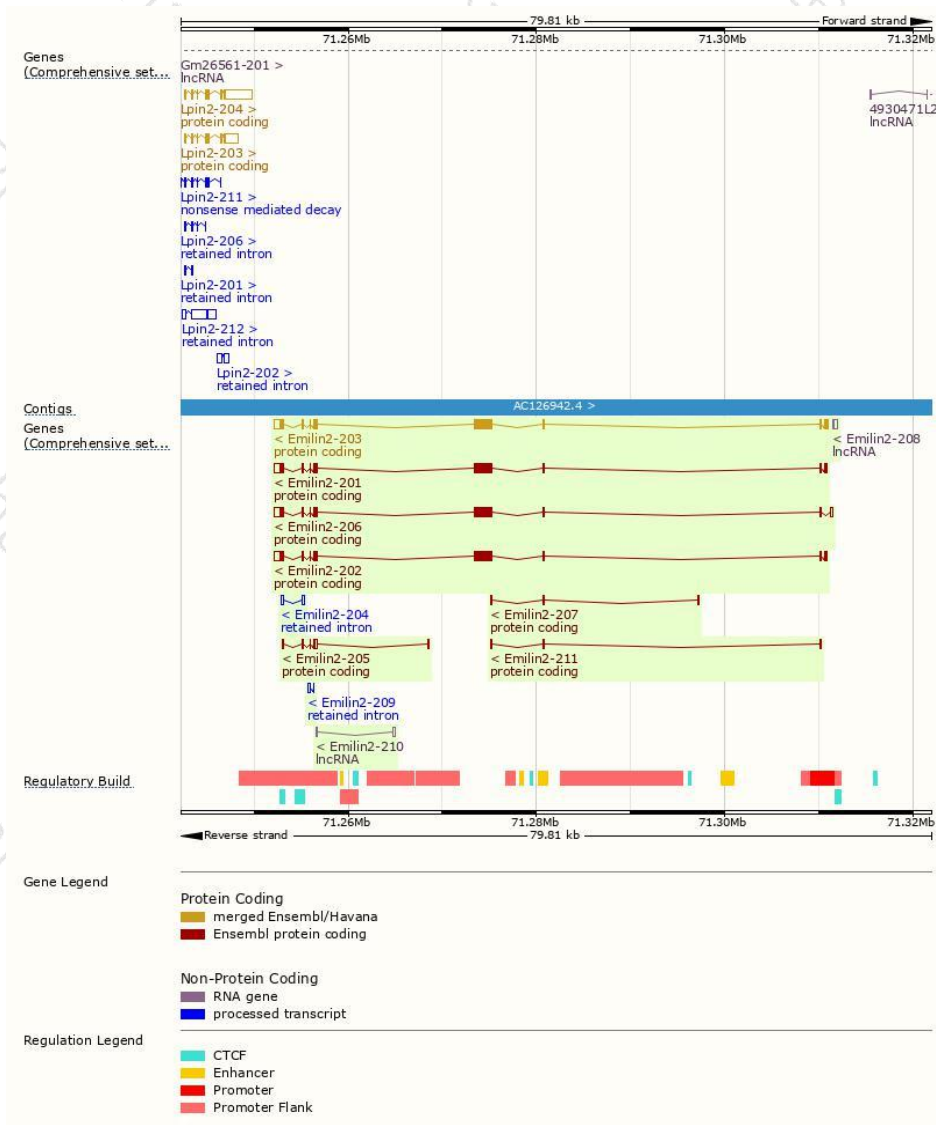 79.81 kb
Forward strand
71.26Mb 71.28Mb 71.30Mb 71.32Mb
Genes
(Comprehensive set...
Gm26561-201 >
lncRNA
Lpin2-204 >
protein coding
4930471L2
lncRNA
Lpin2-203 >
protein coding
Lpin2-211 >
nonsense mediated decay
Lpin2-206 >
retained intron
Lpin2-201 >
retained intron
Lpin2-212 >
retained intron
Lpin2-202 >
retained intron
Contigs
AC126942.4 >
Genes
(Comprehensive set...
< Emilin2-203
protein coding
< Emilin2-208
lncRNA
< Emilin2-201
protein coding
< Emilin2-206
protein coding
< Emilin2-202
protein coding
< Emilin2-204
retained intron
< Emilin2-207
protein coding
< Emilin2-205
protein coding
< Emilin2-211
protein coding
< Emilin2-209
retained intron
< Emilin2-210
lncRNA
Regulatory Build
71.26Mb 71.28Mb 71.30Mb 71.32Mb
Reverse strand
79.81 kb
Gene Legend
Protein Coding
merged Ensembl/Havana
Ensembl protein coding
Non-Protein Coding
RNA gene
processed transcript
Regulation Legend
CTCF
Enhancer
Promoter
Promoter Flank